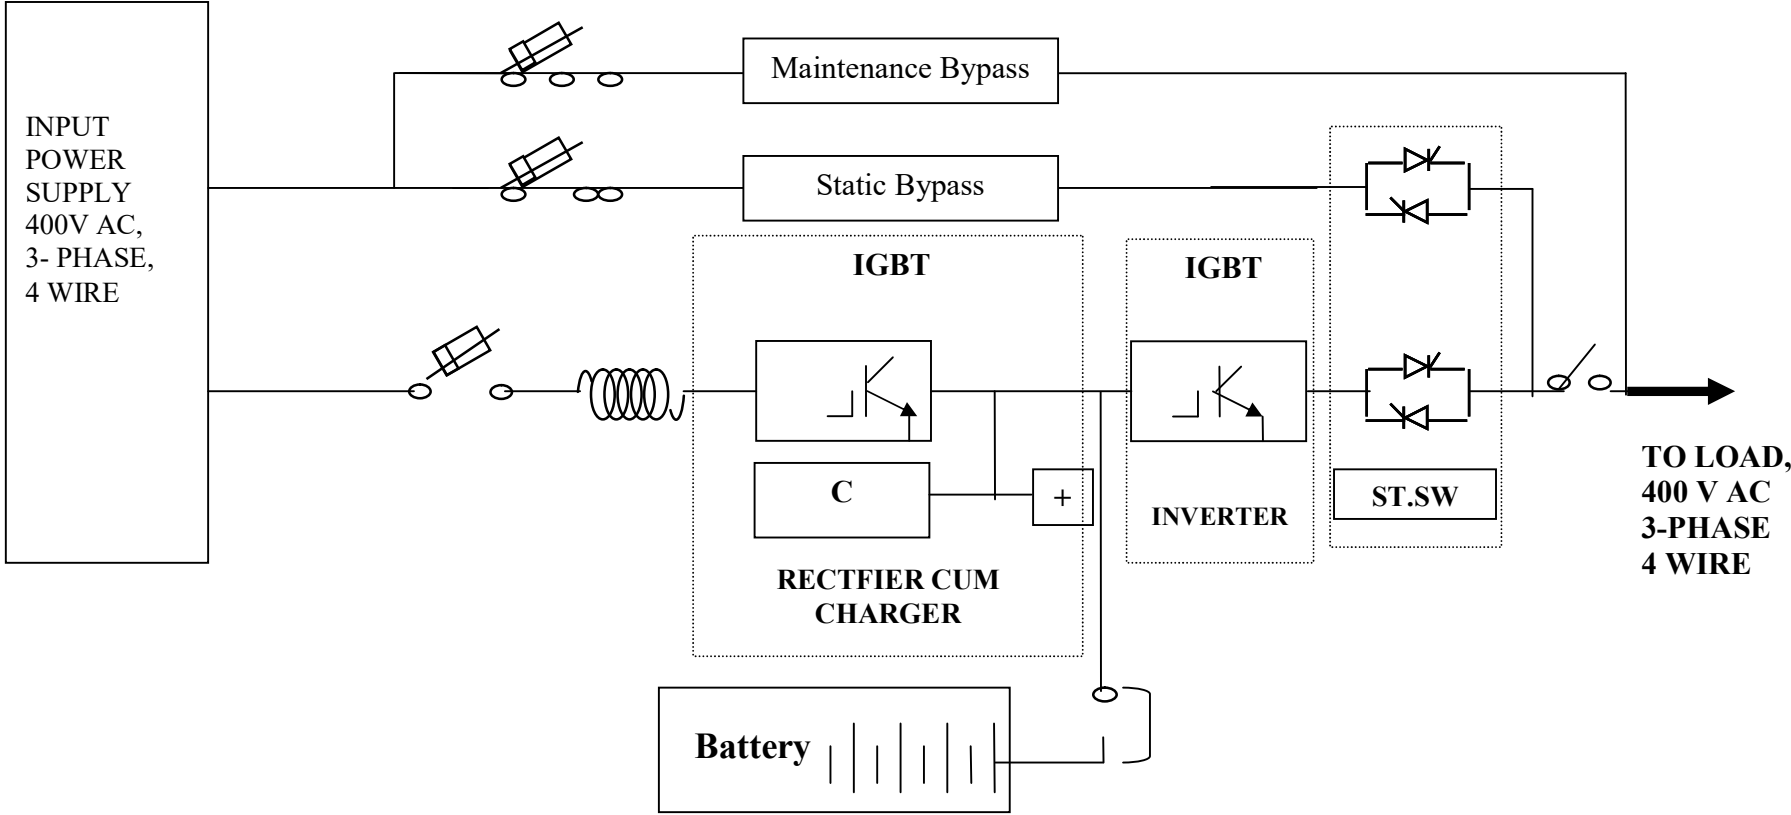 INPUT
POWER
SUPPLY
400V AC,
3- PHASE,
4 WIRE
Maintenance Bypass
Static Bypass
IGBT
IGBT
C
+
ST.SW
INVERTER
RECTFIER CUM
CHARGER
TO LOAD,
400 V AC
3-PHASE
4 WIRE
Battery